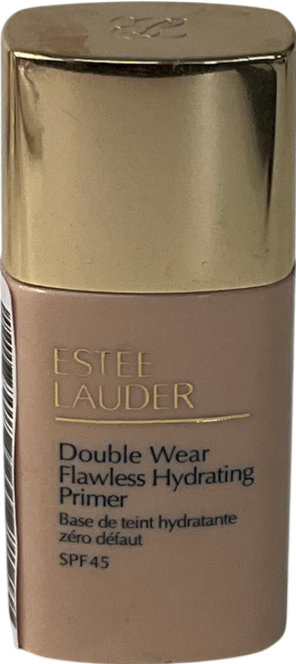 ESTEE
LAUDER
Double Wear
Flawless Hydrating
Primer
Base de teint hydratante
zéro défaut
SPF45